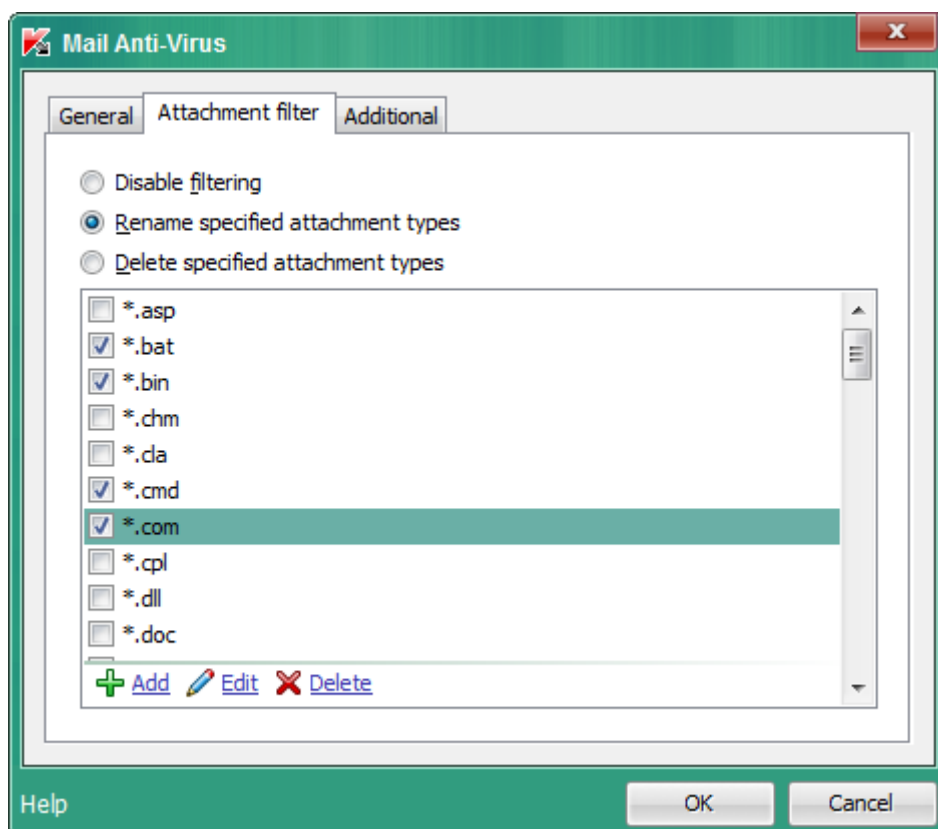 Mail Anti-Virus
General Attachment filter Additional
Disable filtering
Rename specified attachment types
Delete specified attachment types
*.asp
*.bat
*.bin
*.chm
*.cla
*.cmd
*.com
*.cpl
*.dll
*.doc
Add Edit Delete
Help OK Cancel